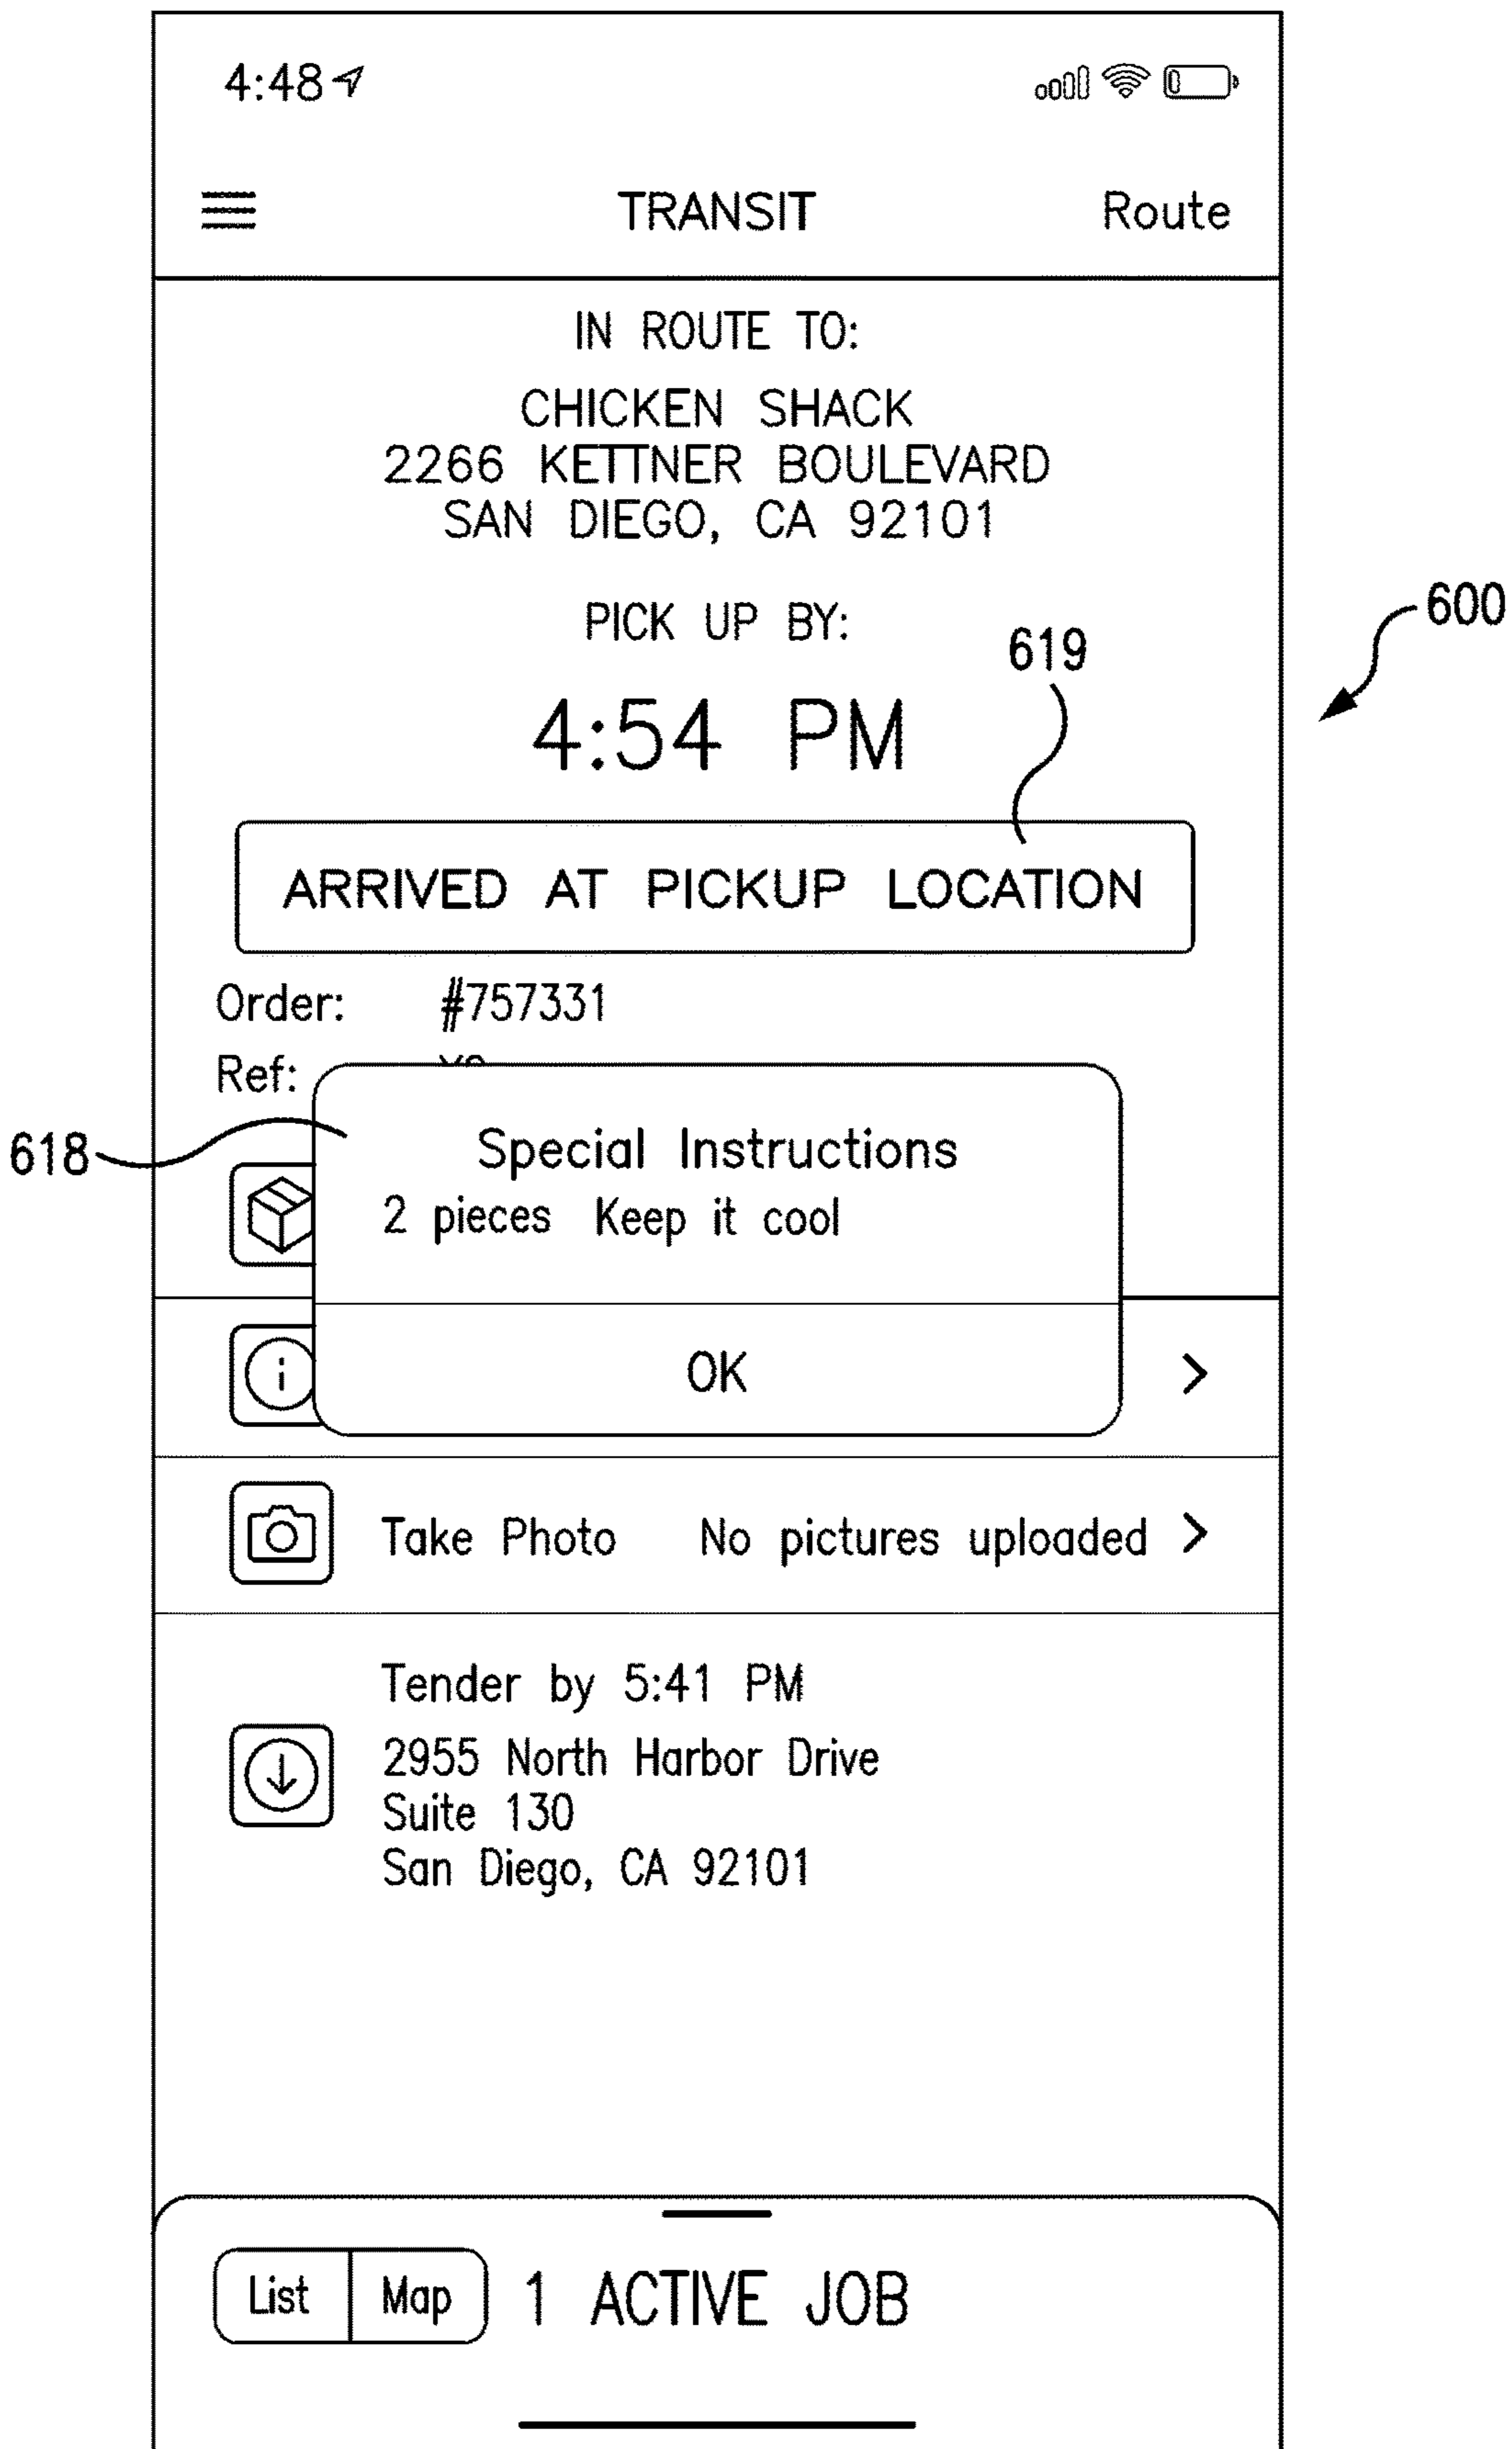 4:48
TRANSIT Route
IN ROUTE TO:
CHICKEN SHACK
2266 KETTNER BOULEVARD
SAN DIEGO, CA 92101
600
PICK UP BY:
619
4:54 PM
ARRIVED AT PICKUP LOCATION
Order: #757331
Ref:
618
Special Instructions
2 pieces Keep it cool
OK
Take Photo No pictures uploaded
Tender by 5:41 PM
2955 North Harbor Drive
Suite 130
San Diego, CA 92101
List Map 1 ACTIVE JOB